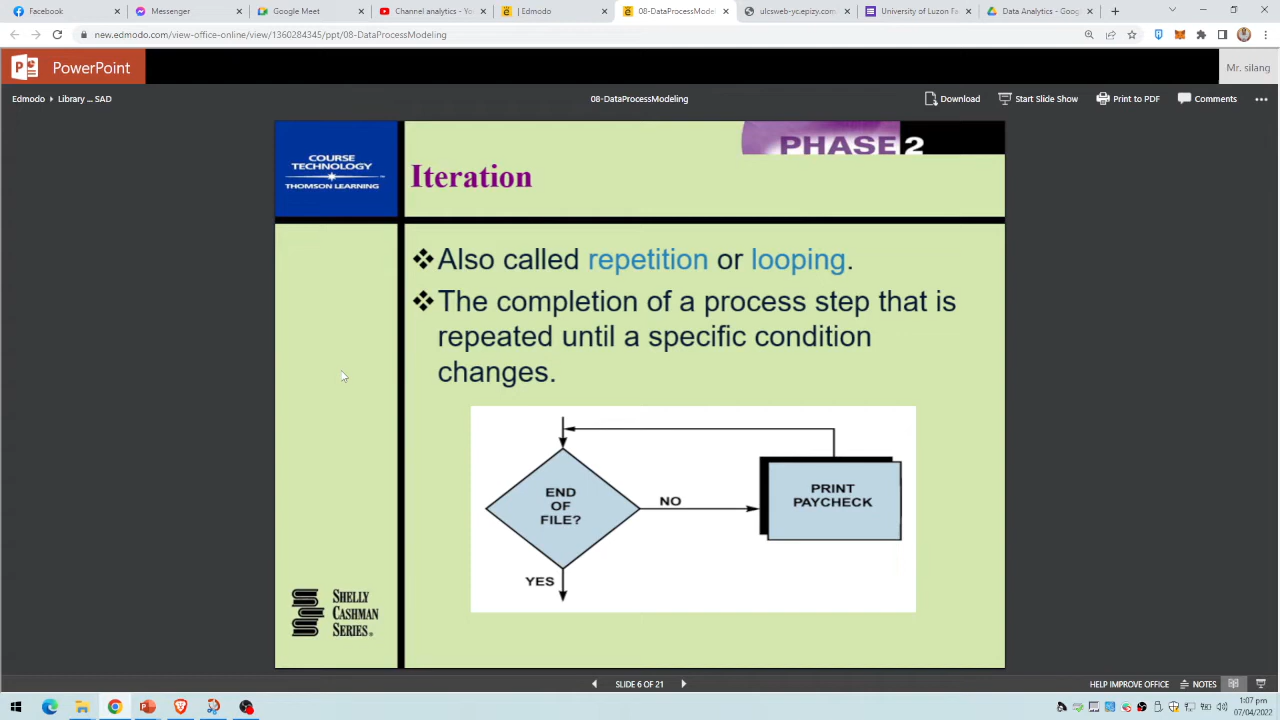 Facebook
Messenger
Google Meet
Channel analytics - Yo
(4) Edmodo
08-DataProcessModeling
ulcsweb-ycepizy.com
University of Luzon Fa
Data Analytics - Goog
new.edmodo.com/view-office-online/view/1360284345/ppt/08-DataProcessModeling
PowerPoint
Mr. silang
Edmodo
Library ... SAD
08-DataProcessModeling
Download
Start Slide Show
Print to PDF
Comments
COURSE
TECHNOLOGY
THOMSON LEARNING
PHASE 2
Iteration
Also called repetition or looping.
The completion of a process step that is
repeated until a specific condition
changes.
END
OF
FILE?
NO
PRINT
PAYCHECK
YES
SHELLY
CASHMAN
SERIES®
SLIDE 6 OF 21
HELP IMPROVE OFFICE
NOTES
1:07 pm
07/04/2022